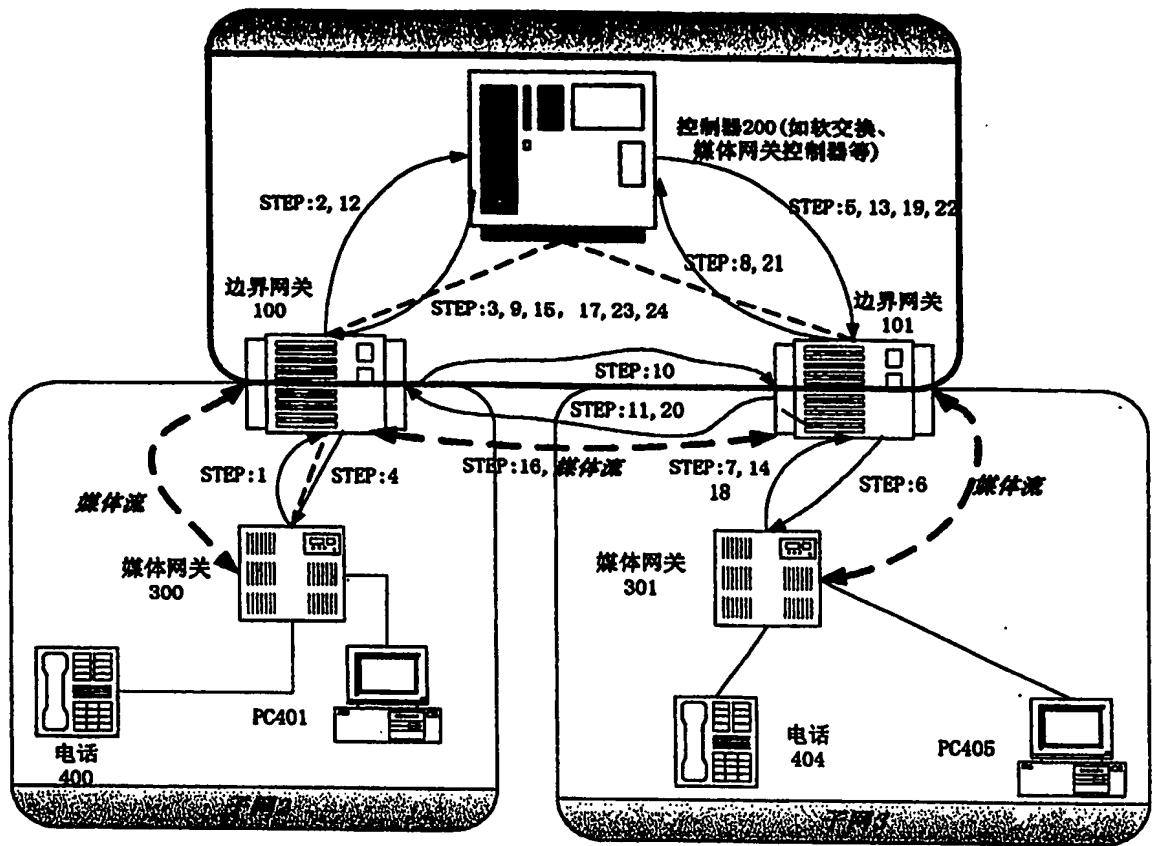 控制器200(如软交换、
媒体网关控制器等)
STEP:2, 12
STEP:5, 13, 19, 22
STEP:8, 21
边界网关
100
STEP:3, 9, 15, 17, 23, 24
边界网关
101
STEP:10
STEP:11, 20
STEP:1
STEP:4
STEP:16, 媒体流
STEP:7, 14
18
STEP:6
媒体流
媒体流
媒体网关
300
媒体网关
301
PC401
电话
400
电话
404
PC405